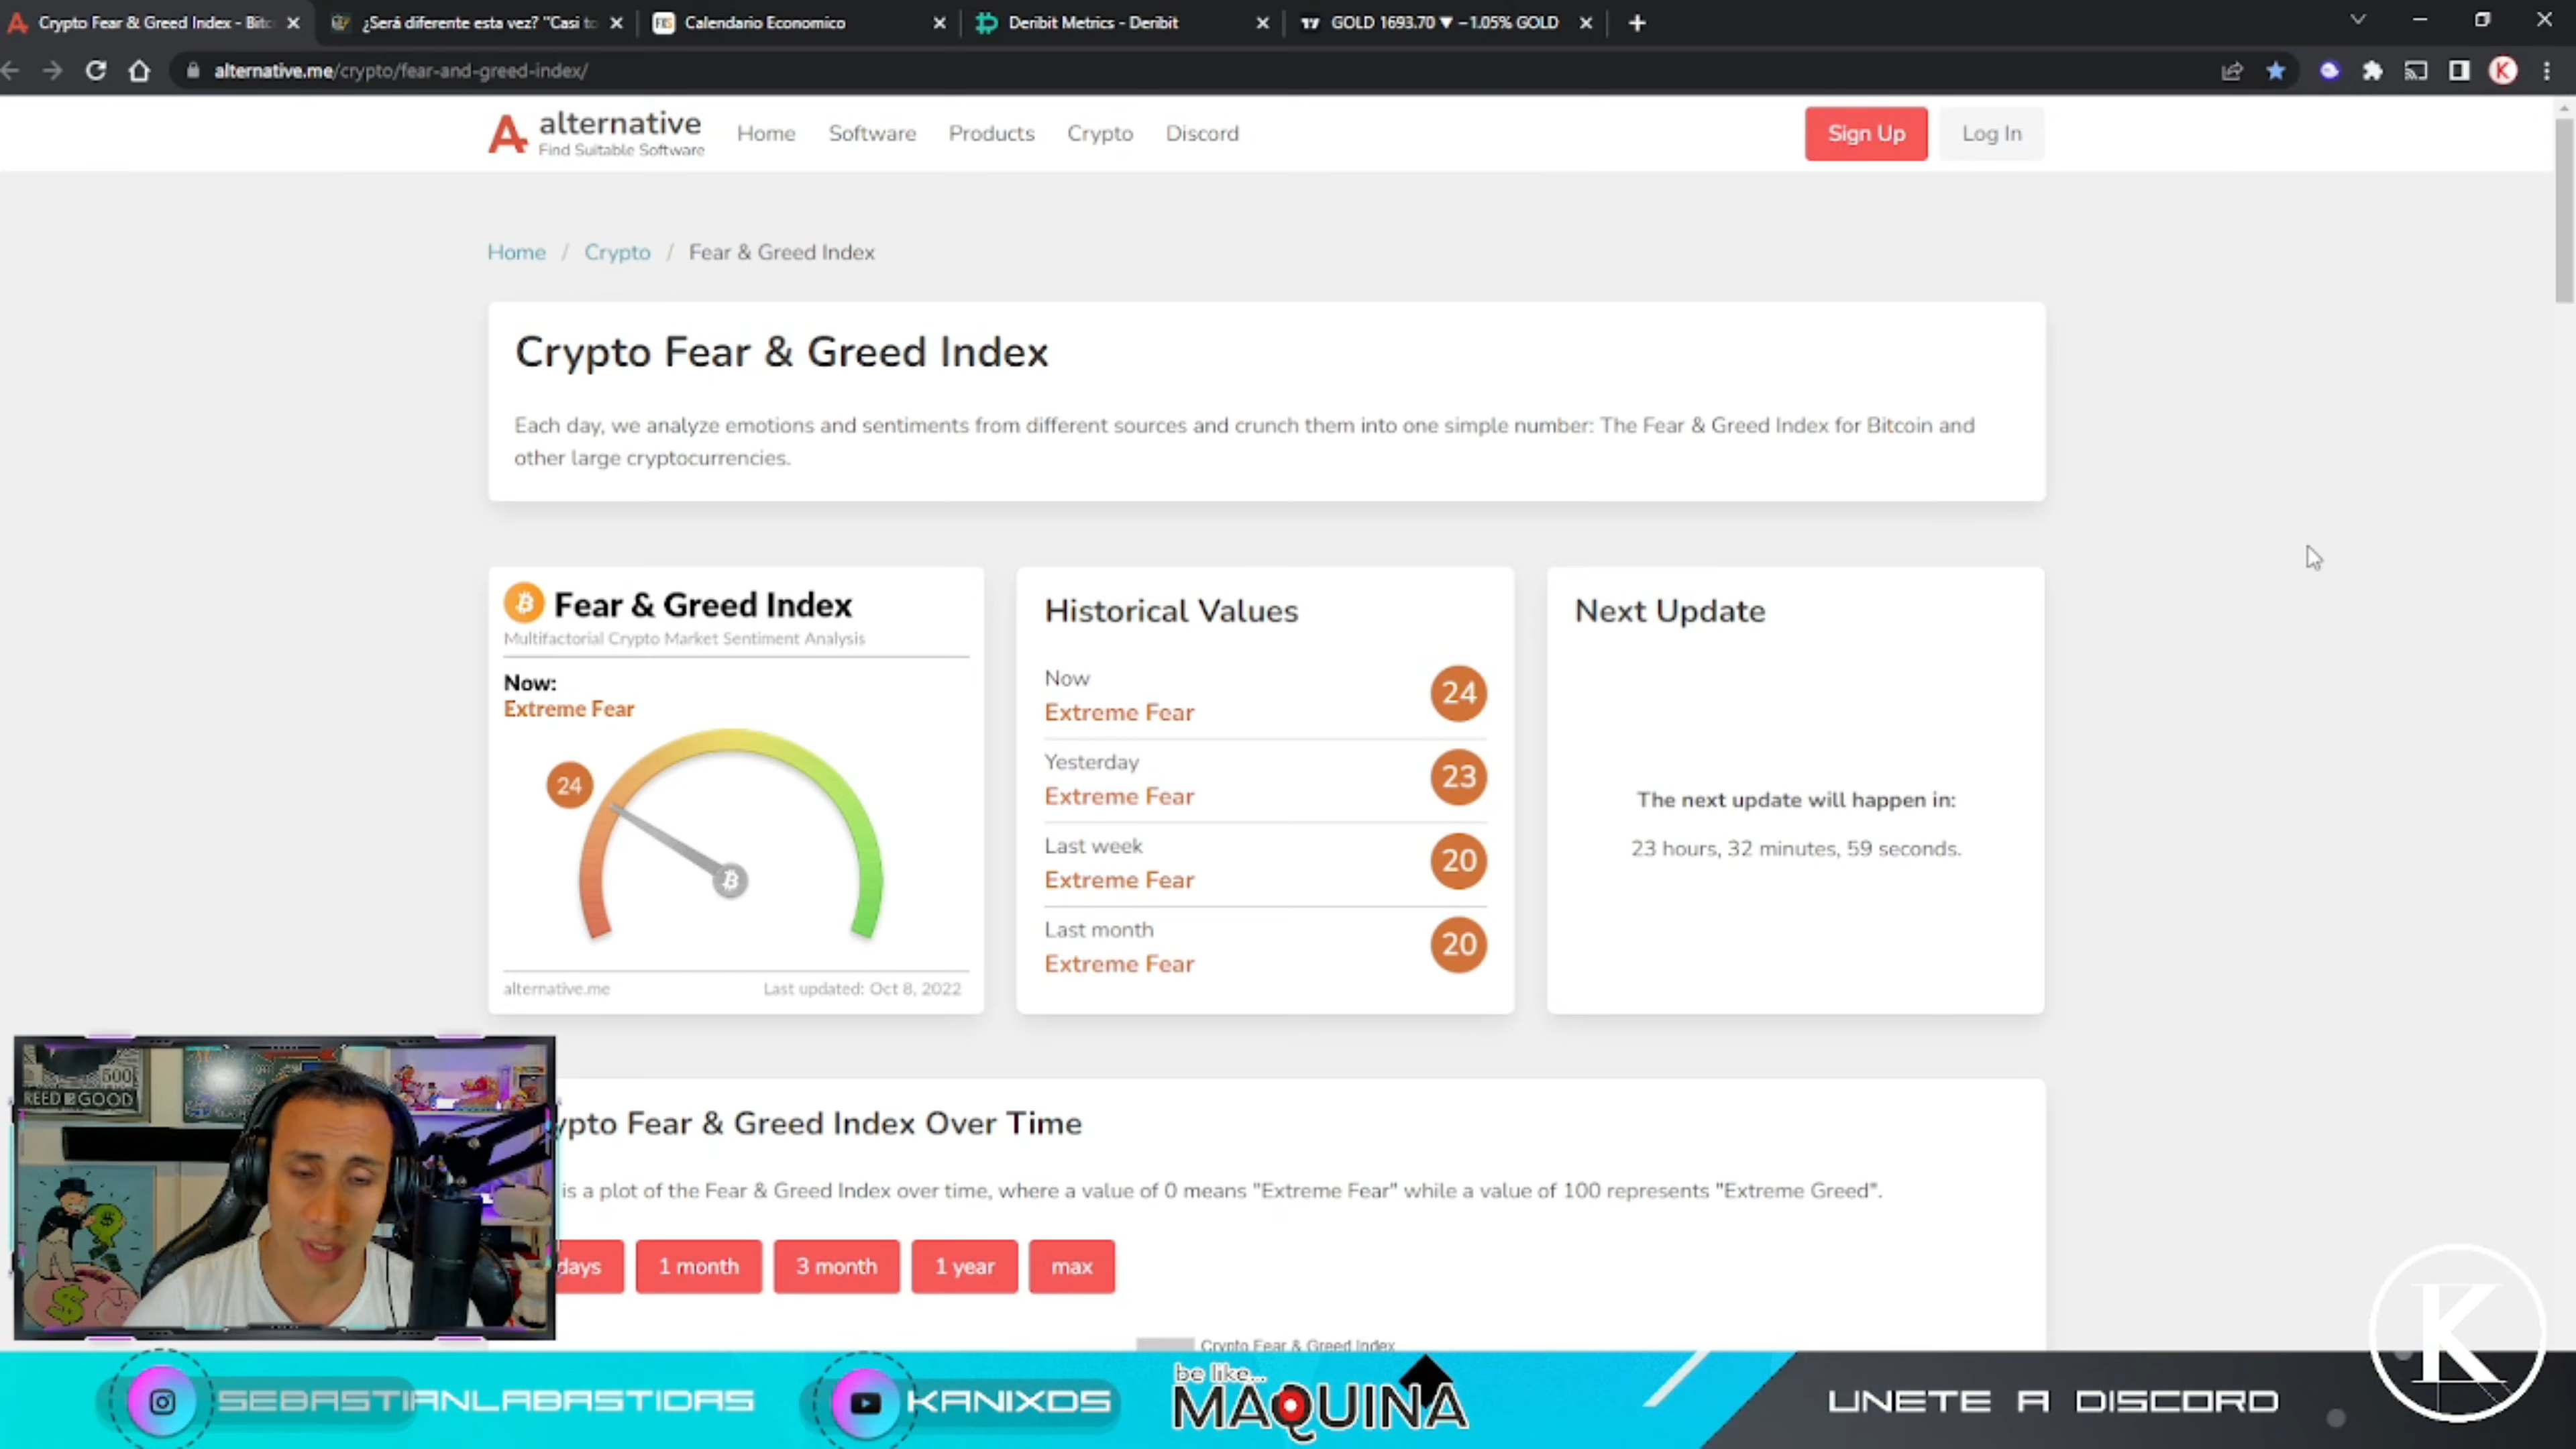 Crypto Fear & Greed Index - Bitc
¿Será diferente esta vez? "Casi to
Calendario Economico
Deribit Metrics - Deribit
GOLD 1693.70 ▼ −1.05% GOLD
alternative.me/crypto/fear-and-greed-index/
alternative
Find Suitable Software
Home
Software
Products
Crypto
Discord
Sign Up
Log In
Home / Crypto / Fear & Greed Index
Crypto Fear & Greed Index
Each day, we analyze emotions and sentiments from different sources and crunch them into one simple number: The Fear & Greed Index for Bitcoin and
other large cryptocurrencies.
Fear & Greed Index
Multifactorial Crypto Market Sentiment Analysis
Now:
Extreme Fear
24
alternative.me
Last updated: Oct 8, 2022
Historical Values
Now
Extreme Fear
24
Yesterday
Extreme Fear
23
Last week
Extreme Fear
20
Last month
Extreme Fear
20
Next Update
The next update will happen in:
23 hours, 32 minutes, 59 seconds.
ypto Fear & Greed Index Over Time
is a plot of the Fear & Greed Index over time, where a value of 0 means "Extreme Fear" while a value of 100 represents "Extreme Greed".
days
1 month
3 month
1 year
max
Crypto Fear & Greed Index
500
REED GOOD
SEBASTIANLABASTIDAS
KANIXDS
be like...
MAQUINA
UNETE A DISCORD
K